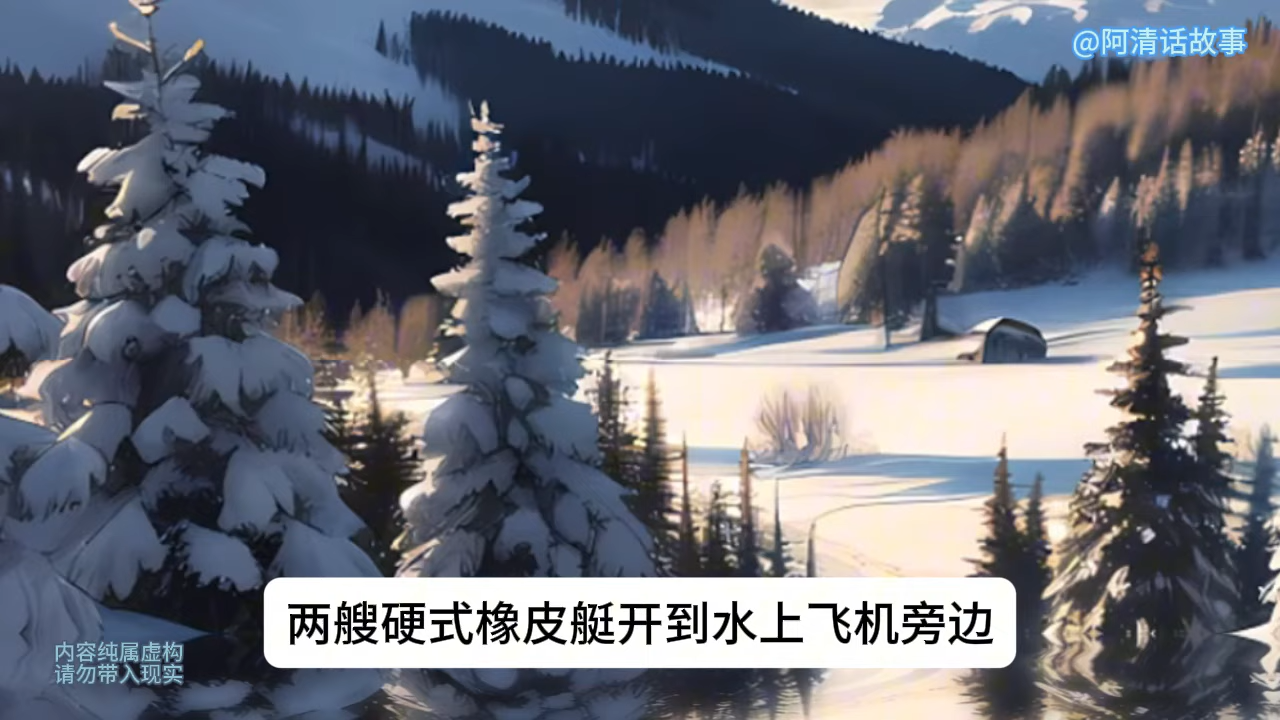 @阿清话故事
两艘硬式橡皮艇开到水上飞机旁边
内容纯属虚构
请勿带入现实